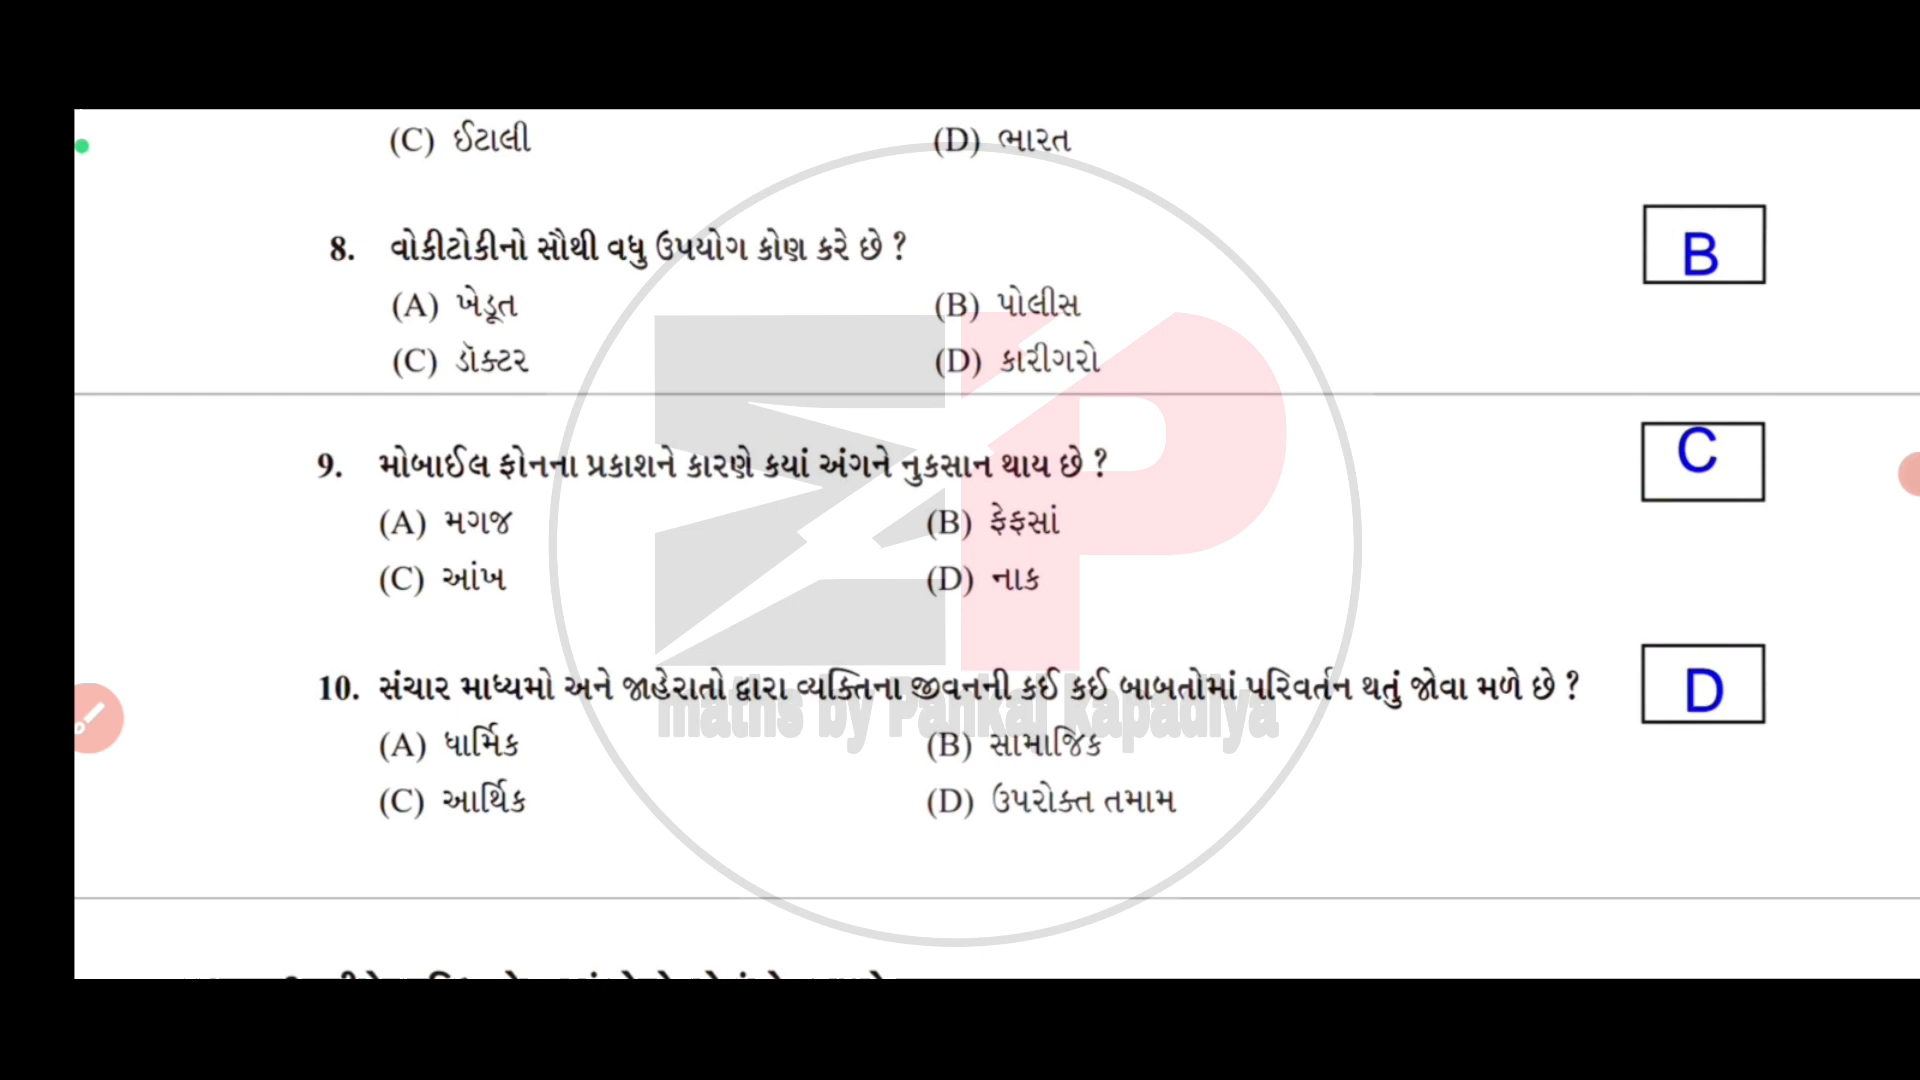 (C) ઈટાલી (D) ભારત
8. વોકીટોકીનો સૌથી વધુ ઉપયોગ કોણ કરે છે ? B
(A) ખેડૂત (B) પોલીસ
(C) ડૉક્ટર (D) કારીગરો
9. મોબાઈલ ફોનના પ્રકાશને કારણે કયાં અંગને નુકસાન થાય છે ? C
(A) મગજ (B) ફેફસાં
(C) આંખ (D) નાક
10. સંચાર માધ્યમો અને જાહેરાતો દ્વારા વ્યક્તિના જીવનની કઈ કઈ બાબતોમાં પરિવર્તન થતું જોવા મળે છે ? D
maths by Pankaj kapadiya
(A) ધાર્મિક (B) સામાજિક
(C) આર્થિક (D) ઉપરોક્ત તમામ